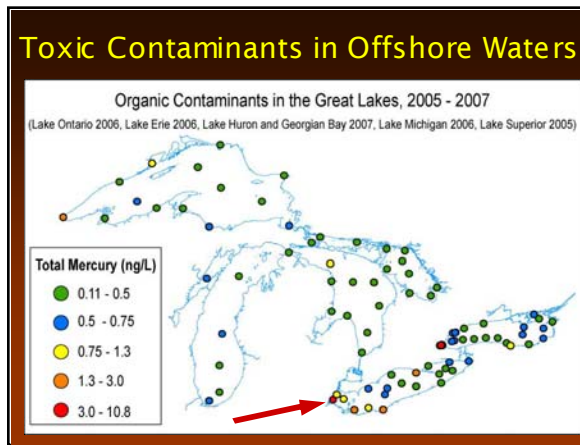 Toxic Contaminants in Offshore Waters
Organic Contaminants in the Great Lakes, 2005 - 2007
(Lake Ontario 2006, Lake Erie 2006, Lake Huron and Georgian Bay 2007, Lake Michigan 2006, Lake Superior 2005)
Total Mercury (ng/L)
0.11 - 0.5
0.5 - 0.75
0.75 - 1.3
1.3 - 3.0
3.0 - 10.8